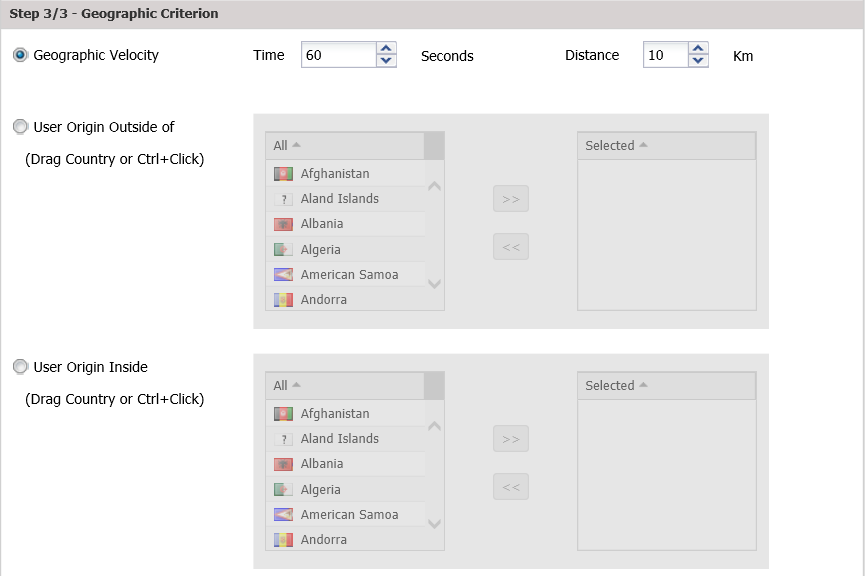 Step 3/3 - Geographic Criterion
Geographic Velocity Time 60 Seconds Distance 10 Km
User Origin Outside of
(Drag Country or Ctrl+Click)
All Selected
Afghanistan
? Aland Islands
>>
Albania
Algeria
<<
American Samoa
Andorra
User Origin Inside
(Drag Country or Ctrl+Click)
All Selected
Afghanistan
? Aland Islands
>>
Albania
Algeria
<<
American Samoa
Andorra